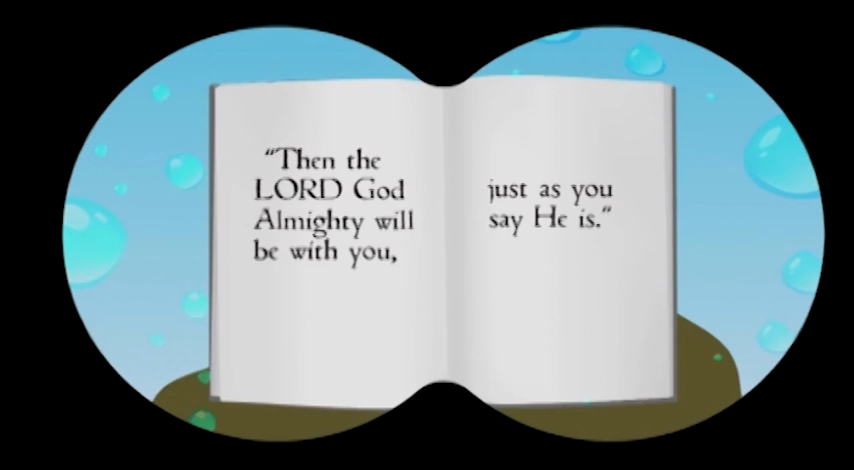 “Then the
LORD God
Almighty will
be with you,
just as you
say He is.”